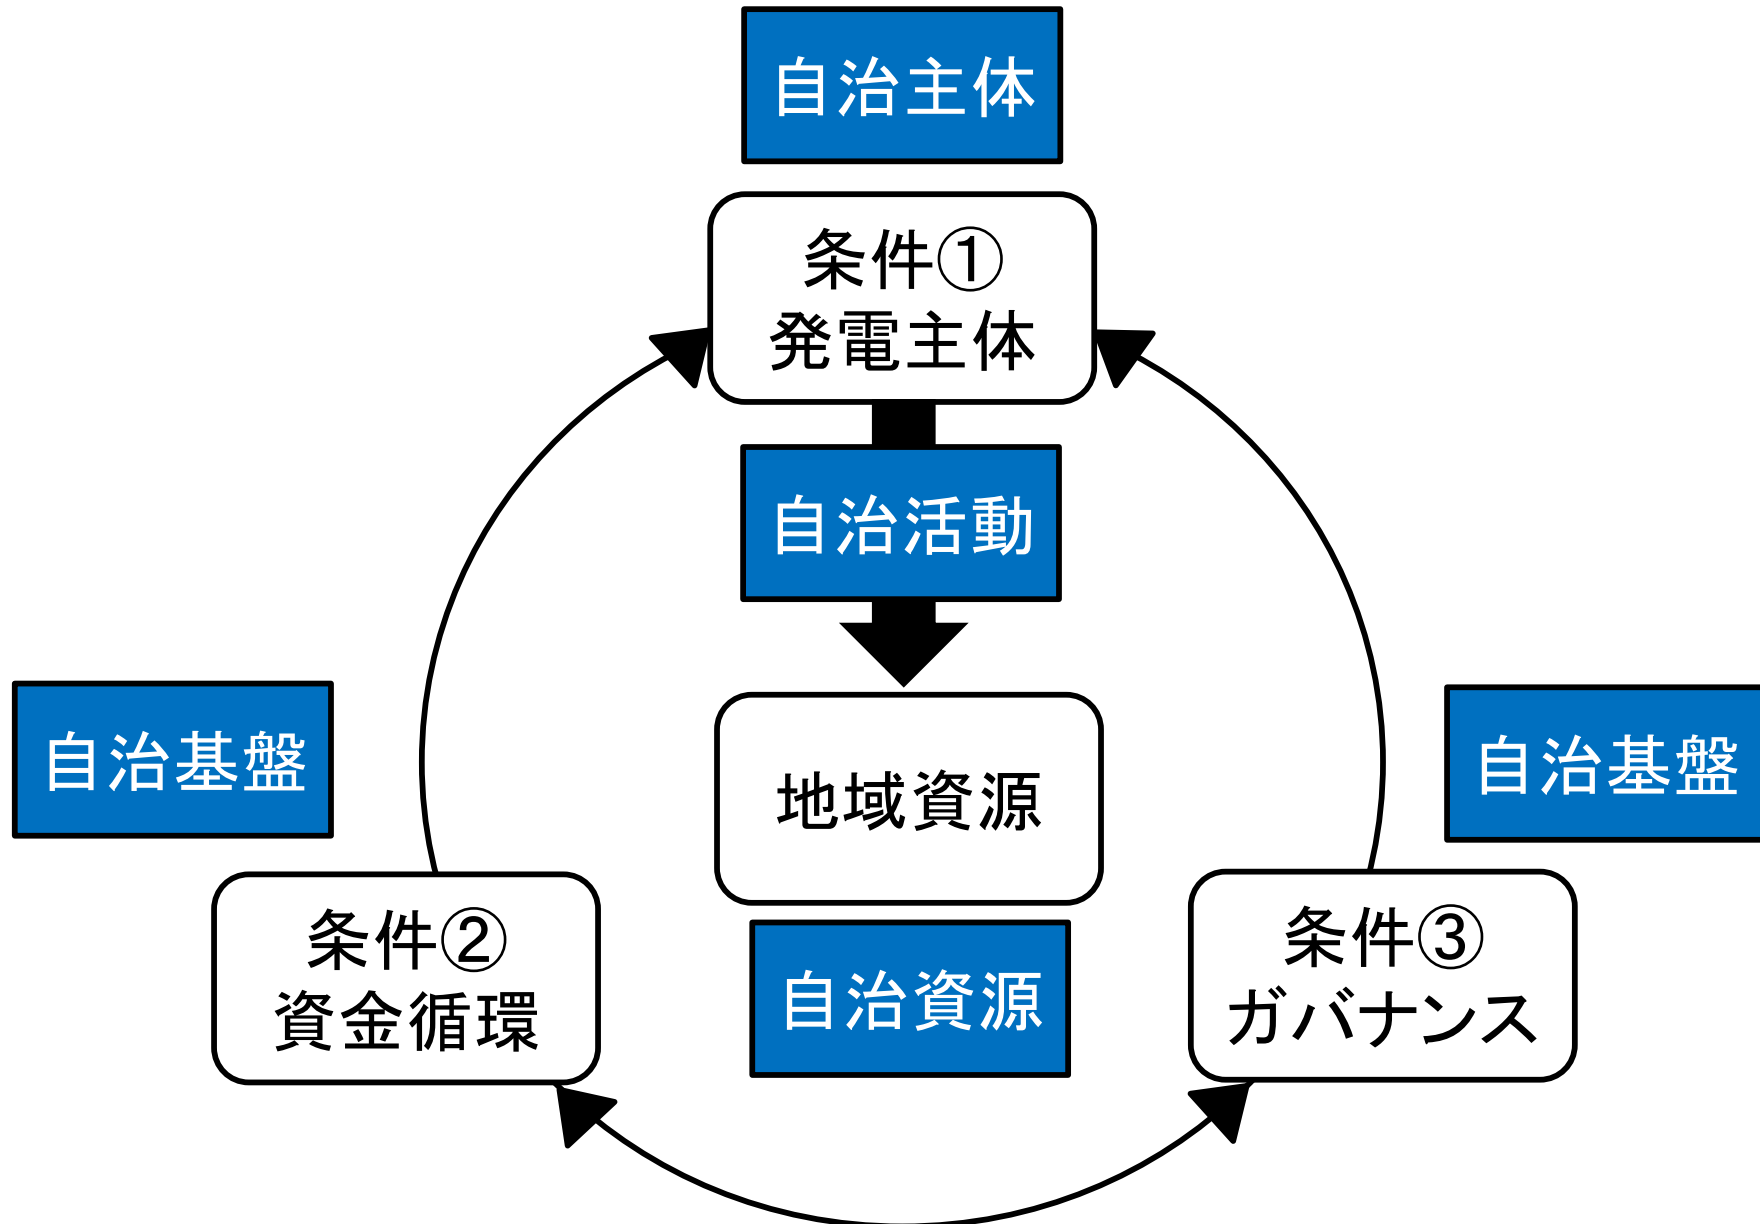 自治主体
条件①
発電主体
自治活動
自治基盤
自治基盤
地域資源
条件②
資金循環
条件③
ガバナンス
自治資源